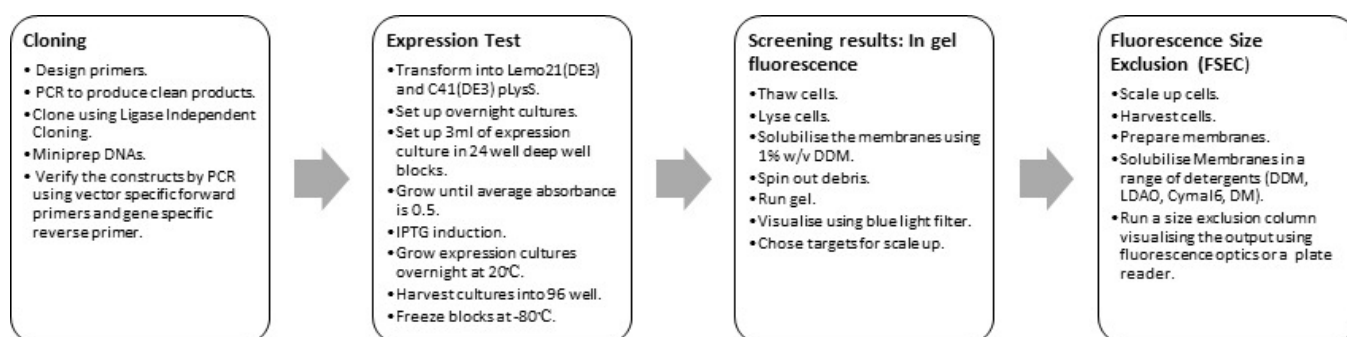 Cloning
• Design primers.
• PCR to produce clean products.
•Clone using Ligase Independent
Cloning.
•Miniprep DNAs.
• Verify the constructs by PCR
using vector specific forward
primers and gene specific
reverse primer.
Expression Test
•Transform into Lemo21(DE3)
and C41(DE3) pLysS.
•Set up overnight cultures.
•Set up 3ml of expression
culture in 24 well deep well
blocks.
•Grow until average absorbance
is 0.5.
•IPTG induction.
•Grow expression cultures
overnight at 20℃.
•Harvest cultures into 96 well.
•Freeze blocks at -80℃.
Screening results: In gel
fluorescence
•Thaw cells.
•Lyse cells.
•Solubilise the membranes using
1% w/v DDM.
•Spin out debris.
•Run gel.
•Visualise using blue light filter.
•Chose targets for scale up.
Fluorescence Size
Exclusion (FSEC)
•Scale up cells.
•Harvest cells.
•Prepare membranes.
•Solubilise Membranes in a
range of detergents (DDM,
LDAO, Cymal6, DM).
•Run a size exclusion column
visualising the output using
fluorescence optics or a plate
reader.